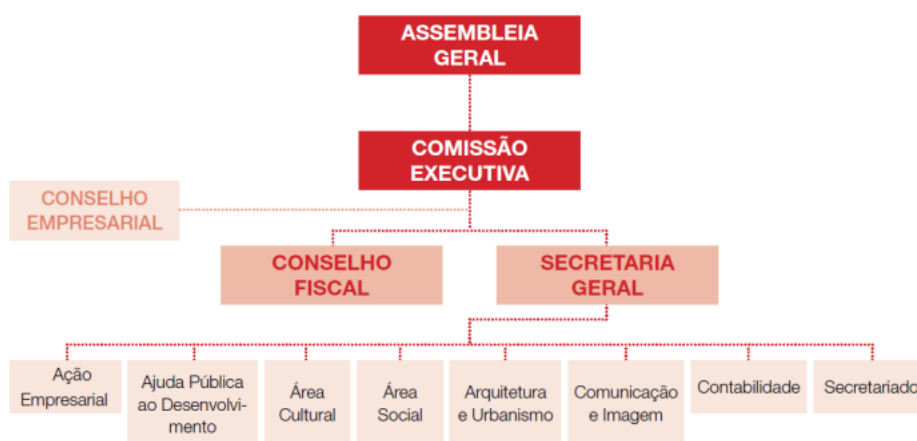 ASSEMBLEIA
GERAL
COMISSÃO
EXECUTIVA
CONSELHO
EMPRESARIAL
CONSELHO
FISCAL
SECRETARIA
GERAL
Ação
Empresarial
Ajuda Pública
ao Desenvolvi-
mento
Área
Cultural
Área
Social
Arquitetura
e Urbanismo
Comunicação
e Imagem
Contabilidade
Secretariado